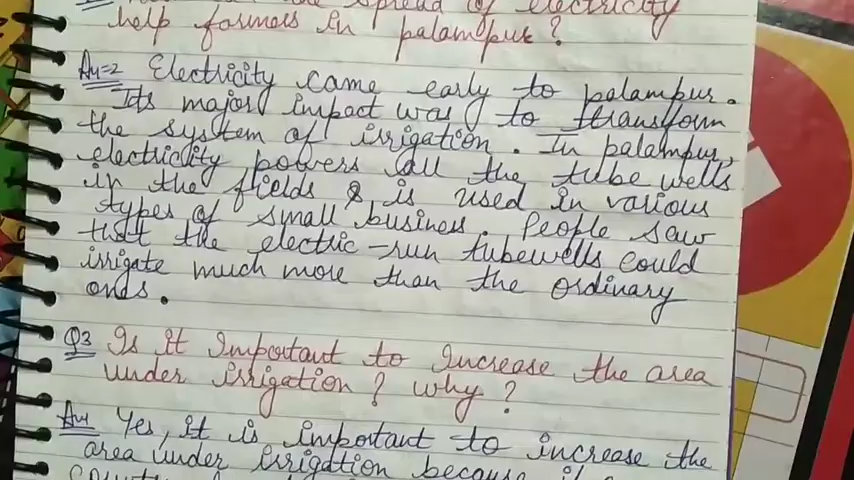 the spread of electricity
help farmers in palampur?
Ans=2 Electricity came early to palampur.
Its major impact was to transform
the system of irrigation. In palampur,
electricity powers all the tube wells
in the fields & is used in various
types of small business. People saw
that the electric-run tubewells could
irrigate much more than the ordinary
ones.
Q3 Is it Important to Increase the area
under irrigation? why?
Ans Yes, it is important to increase the
area under irrigation because